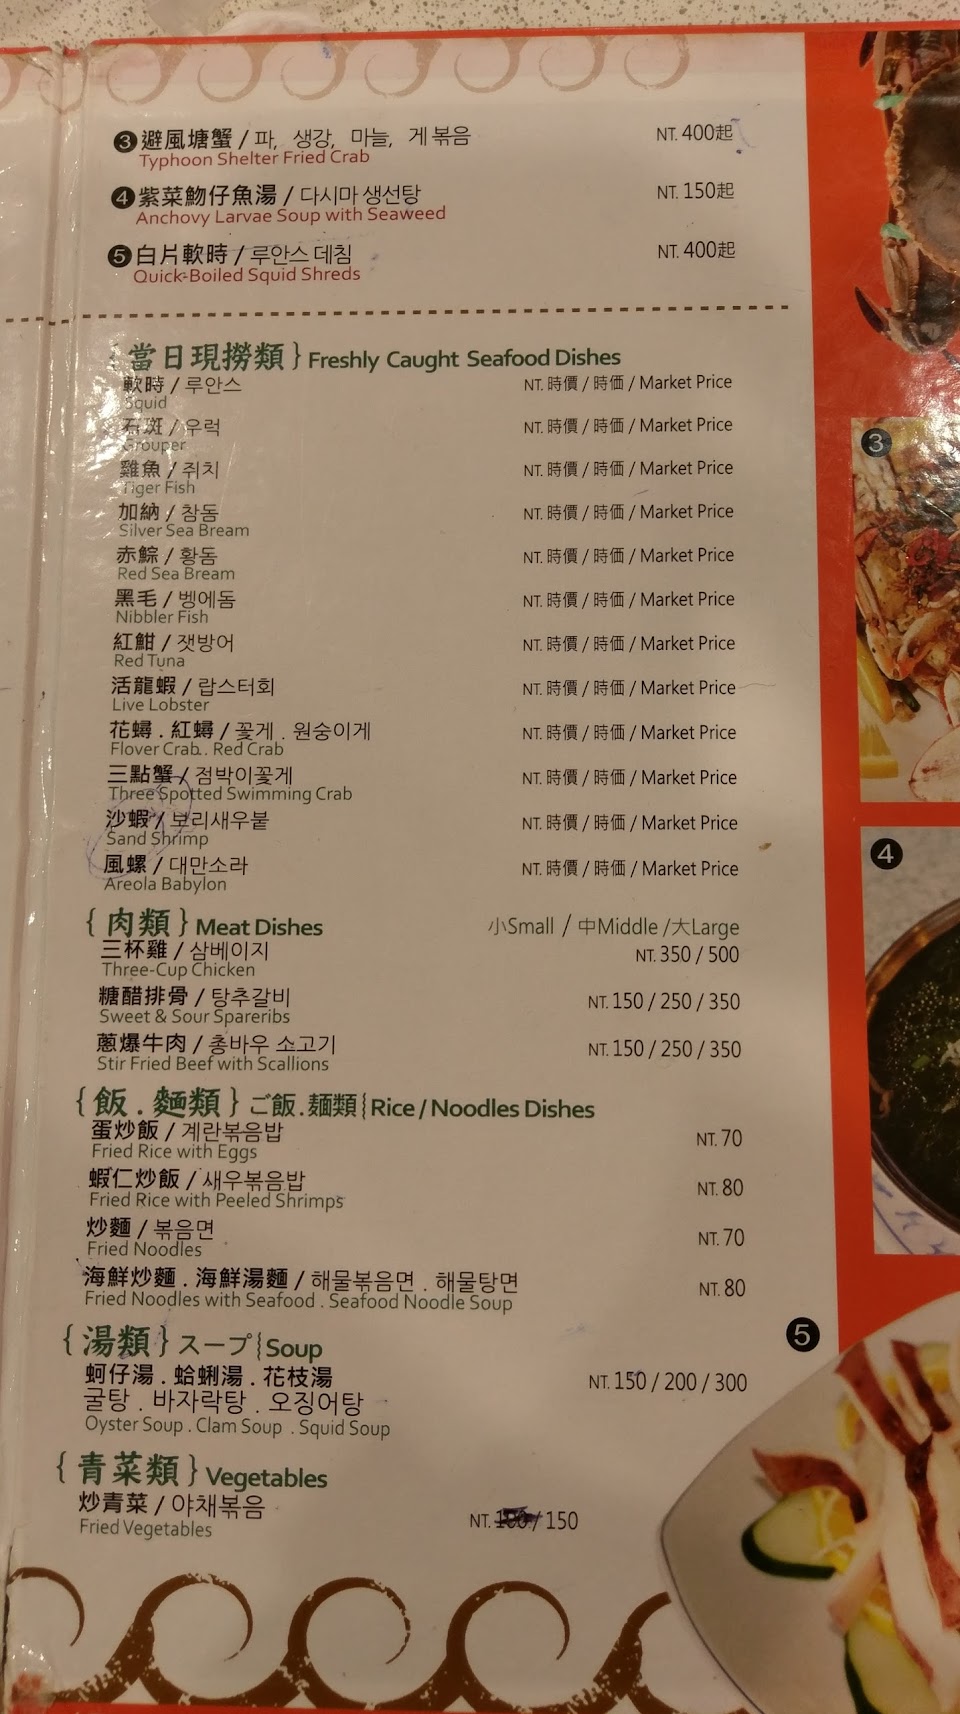 ❸避風塘蟹 / 파, 생강, 마늘, 게볶음 NT. 400起
Typhoon Shelter Fried Crab
❹紫菜魩仔魚湯 / 다시마 생선탕 NT. 150起
Anchovy Larvae Soup with Seaweed
❺白片軟時 / 루안스 데침 NT. 400起
Quick-Boiled Squid Shreds
{當日現撈類} Freshly Caught Seafood Dishes
軟時 / 루안스 NT. 時價 / 時価 / Market Price
Squid
石斑 / 우럭 NT. 時價 / 時価 / Market Price
Grouper
雞魚 / 쥐치 NT. 時價 / 時価 / Market Price
Tiger Fish
加納 / 참돔 NT. 時價 / 時価 / Market Price
Silver Sea Bream
赤鯮 / 황돔 NT. 時價 / 時価 / Market Price
Red Sea Bream
黑毛 / 벵에돔 NT. 時價 / 時価 / Market Price
Nibbler Fish
紅魽 / 잿방어 NT. 時價 / 時価 / Market Price
Red Tuna
活龍蝦 / 랍스터회 NT. 時價 / 時価 / Market Price
Live Lobster
花蟳 . 紅蟳 / 꽃게 . 원숭이게 NT. 時價 / 時価 / Market Price
Flover Crab . Red Crab
三點蟹 / 점박이꽃게 NT. 時價 / 時価 / Market Price
Three Spotted Swimming Crab
沙蝦 / 보리새우붙 NT. 時價 / 時価 / Market Price
Sand Shrimp
風螺 / 대만소라 NT. 時價 / 時価 / Market Price
Areola Babylon
{肉類} Meat Dishes 小Small / 中Middle /大Large
三杯雞 / 삼베이지 NT. 350 / 500
Three-Cup Chicken
糖醋排骨 / 탕추갈비 NT. 150 / 250 / 350
Sweet & Sour Spareribs
蔥爆牛肉 / 총바우 소고기 NT. 150 / 250 / 350
Stir Fried Beef with Scallions
{飯 . 麵類} ご飯 . 麺類} Rice / Noodles Dishes
蛋炒飯 / 계란볶음밥 NT. 70
Fried Rice with Eggs
蝦仁炒飯 / 새우볶음밥 NT. 80
Fried Rice with Peeled Shrimps
炒麵 / 볶음면 NT. 70
Fried Noodles
海鮮炒麵 . 海鮮湯麵 / 해물볶음면 . 해물탕면 NT. 80
Fried Noodles with Seafood . Seafood Noodle Soup
{湯類} スープ} Soup
蚵仔湯 . 蛤蜊湯 . 花枝湯 NT. 150 / 200 / 300
굴탕 . 바자락탕 . 오징어탕
Oyster Soup . Clam Soup . Squid Soup
{青菜類} Vegetables
炒青菜 / 야채볶음 NT. 100 / 150
Fried Vegetables
❸
❹
❺